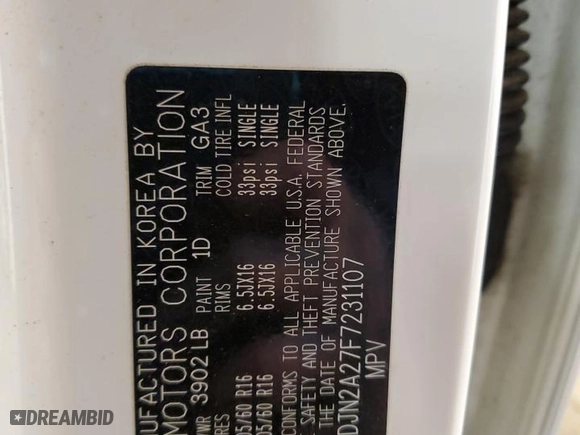 NUFACTURED IN KOREA BY
MOTORS CORPORATION
WR PAINT TRIM
3902 LB 1D GA3
RES RIMS COLD TIRE INFL
05/60 R16 6.5JX16 33psi SINGLE
05/60 R16 6.5JX16 33psi SINGLE
CONFORMS TO ALL APPLICABLE U.S.A. FEDERAL
SAFETY AND THEFT PREVENTION STANDARDS
THE DATE OF MANUFACTURE SHOWN ABOVE.
DJN2A27F7231107
MPV
DREAMBID